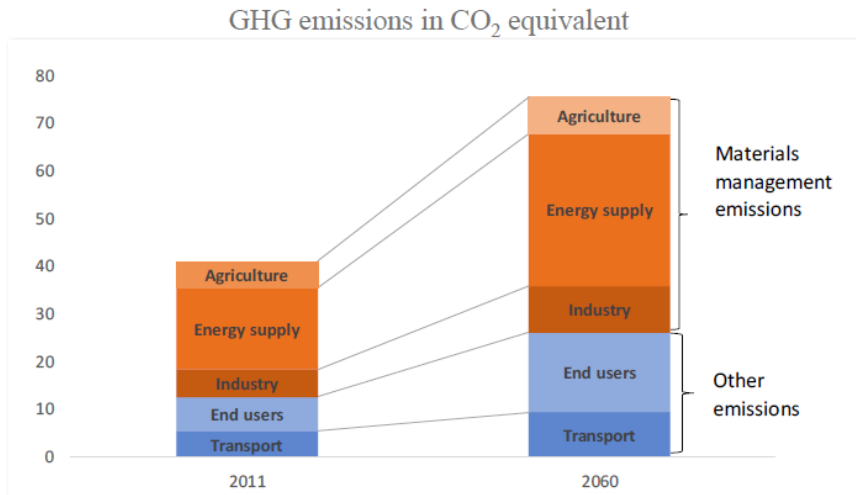 GHG emissions in CO₂ equivalent
80
70
60
50
40
30
20
10
0
Agriculture
Energy supply
Industry
End users
Transport
2011
Agriculture
Energy supply
Industry
End users
Transport
2060
Materials
management
emissions
Other
emissions